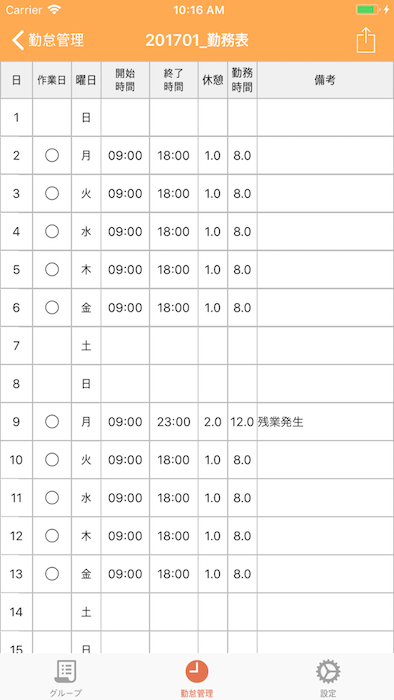 Carrier 10:16 AM
勤怠管理 201701_勤務表
日 作業日 曜日 開始時間 終了時間 休憩 勤務時間 備考
1 日
2 〇 月 09:00 18:00 1.0 8.0
3 〇 火 09:00 18:00 1.0 8.0
4 〇 水 09:00 18:00 1.0 8.0
5 〇 木 09:00 18:00 1.0 8.0
6 〇 金 09:00 18:00 1.0 8.0
7 土
8 日
9 〇 月 09:00 23:00 2.0 12.0 残業発生
10 〇 火 09:00 18:00 1.0 8.0
11 〇 水 09:00 18:00 1.0 8.0
12 〇 木 09:00 18:00 1.0 8.0
13 〇 金 09:00 18:00 1.0 8.0
14 土
15 日
グループ 勤怠管理 設定